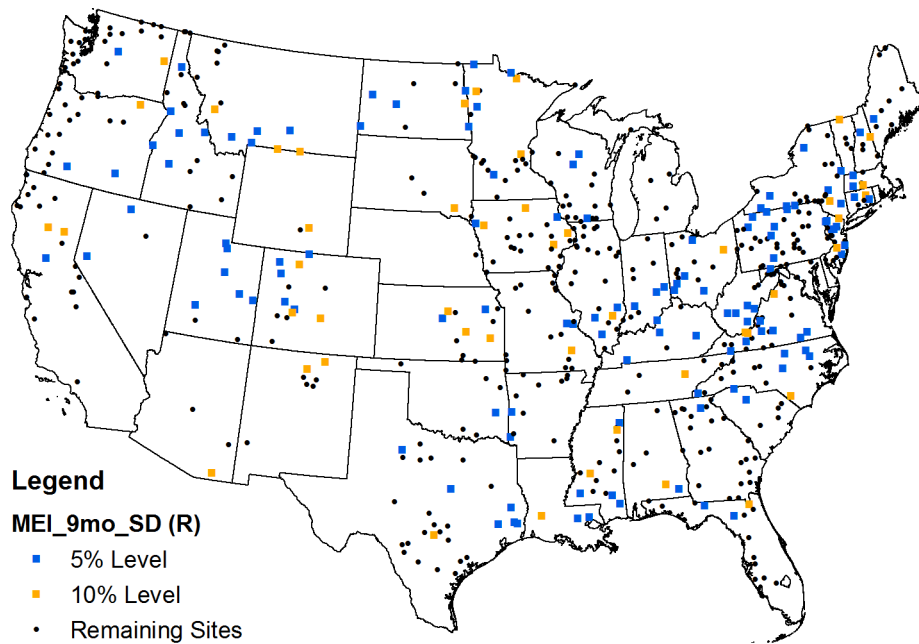 Legend
MEI_9mo_SD (R)
5% Level
10% Level
Remaining Sites